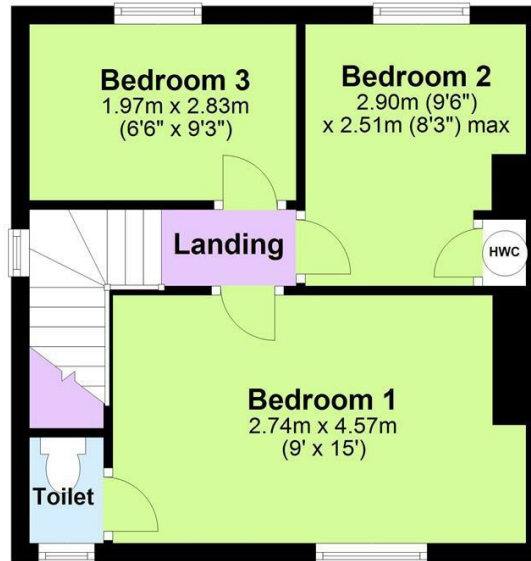 Bedroom 3
1.97m x 2.83m
(6'6" x 9'3")
Bedroom 2
2.90m (9'6")
x 2.51m (8'3") max
Landing
HWC
Bedroom 1
2.74m x 4.57m
(9' x 15')
Toilet